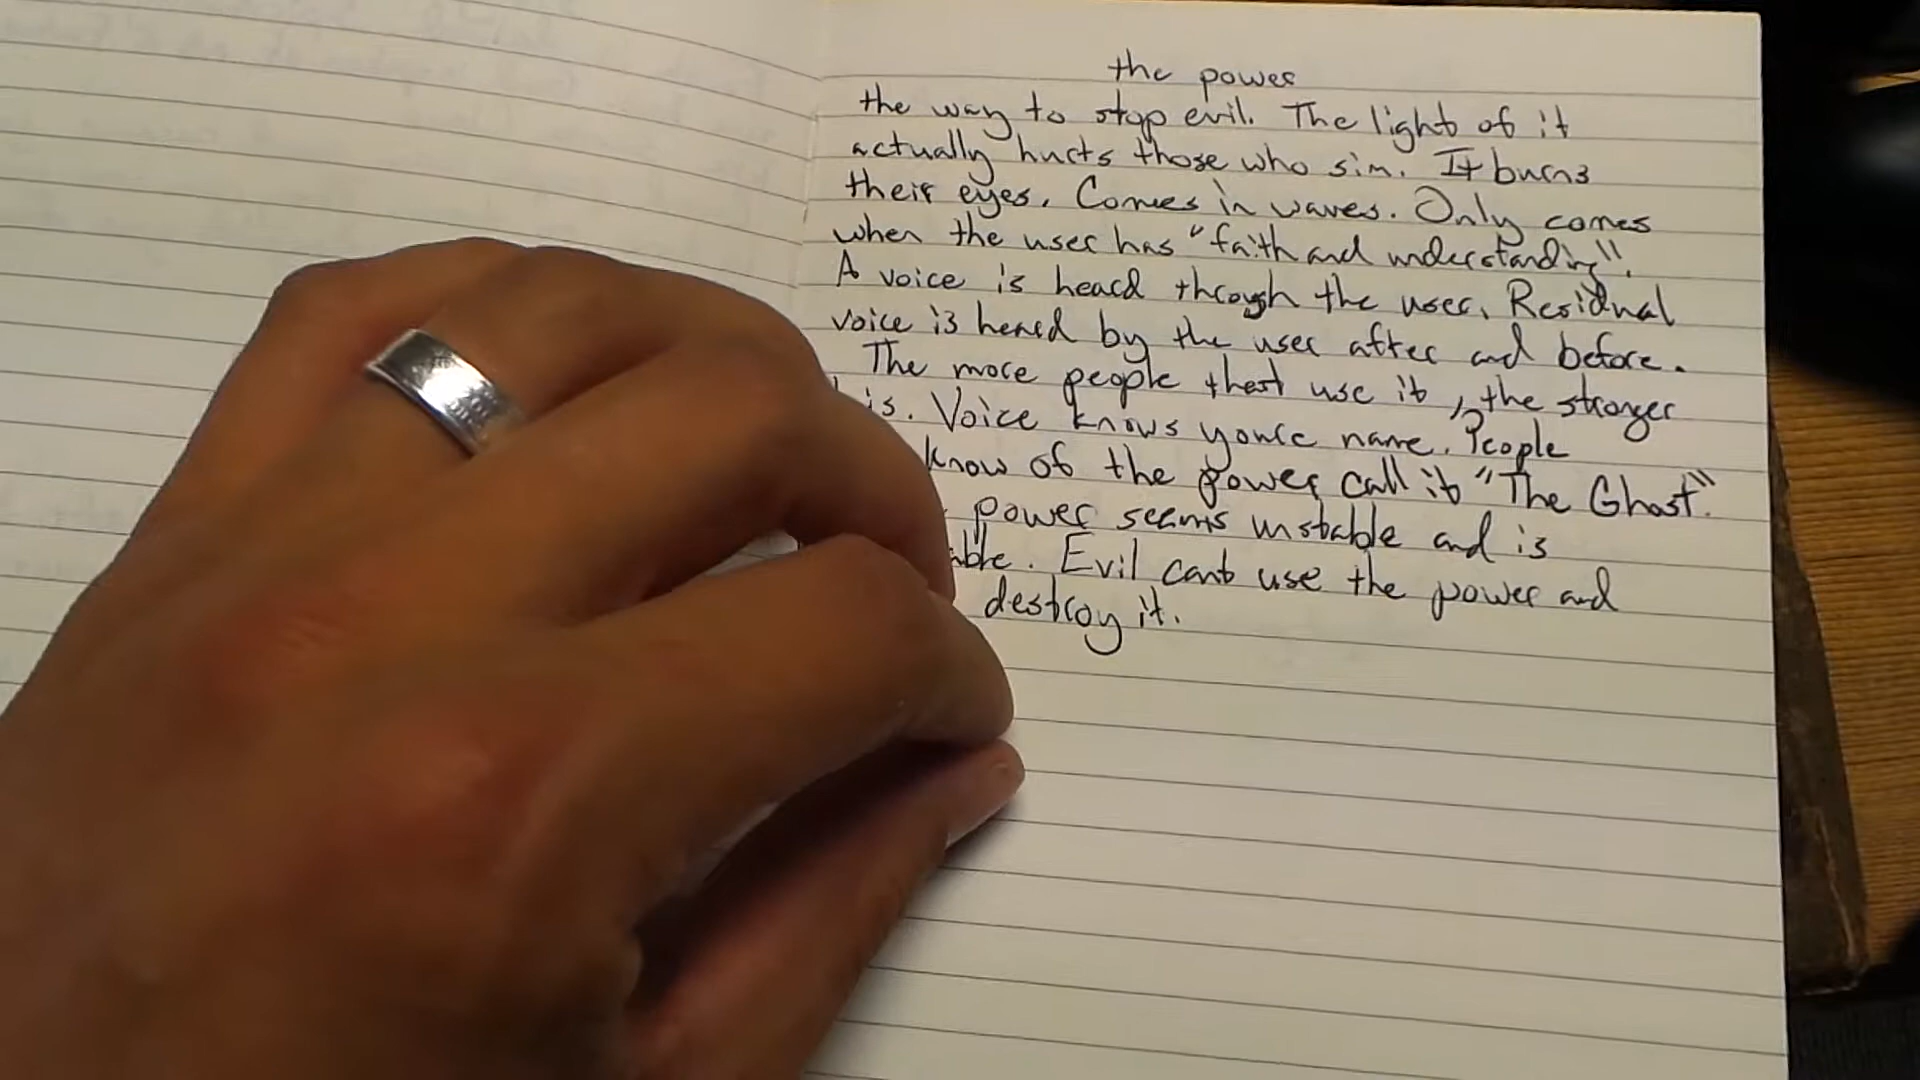 the power
the way to stop evil. The light of it
actually hurts those who sin. It burns
their eyes. Comes in waves. Only comes
when the user has "faith and understanding".
A voice is heard through the user. Residual
voice is heared by the user after and before.
The more people that use it, the stronger
is. Voice knows youre name. People
know of the power call it "The Ghost".
power seams unstable and is
Evil cant use the power and
destroy it.